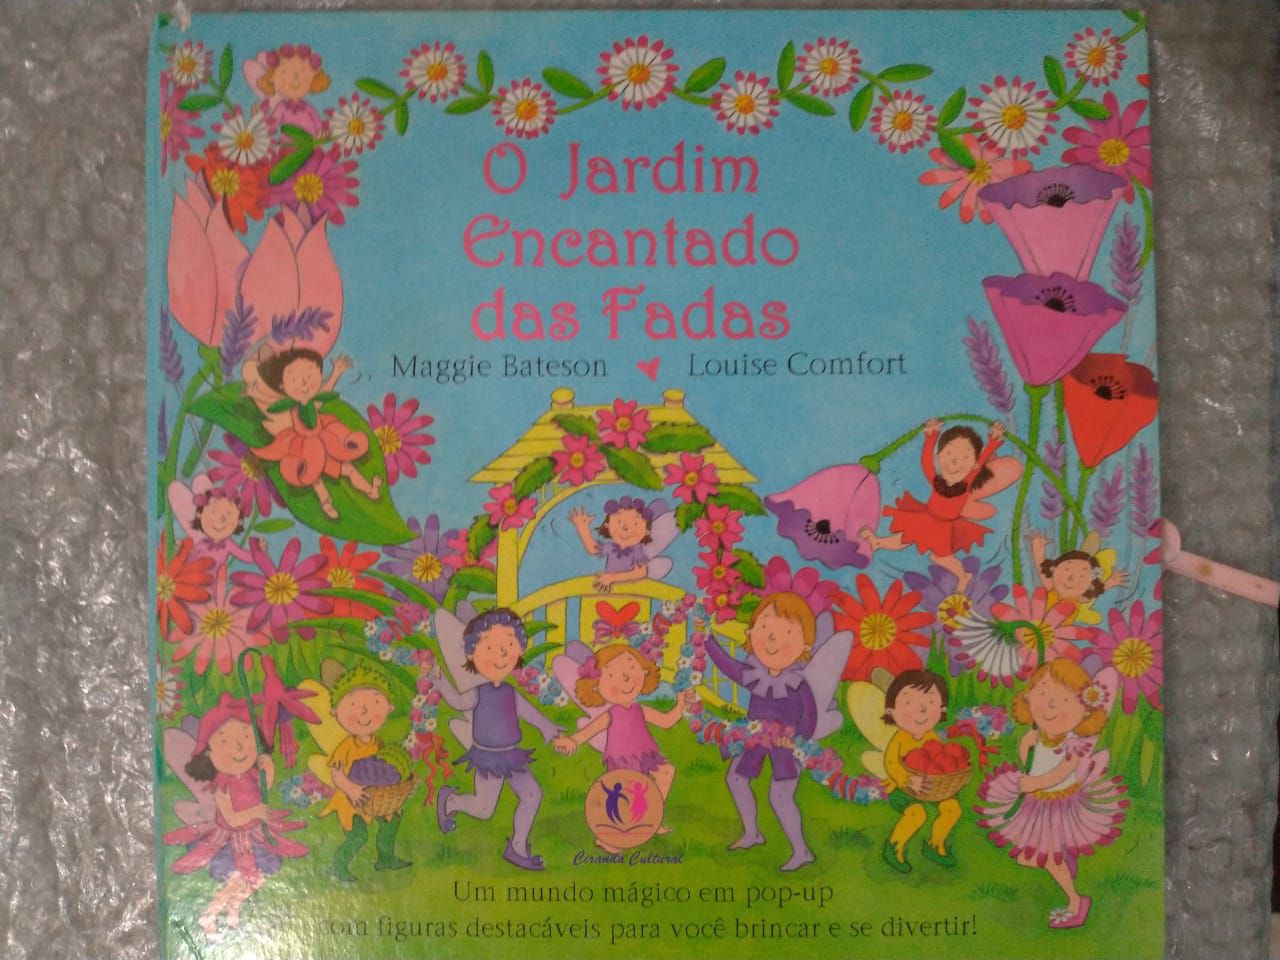 O Jardim
Encantado
das Fadas
Maggie Bateson Louise Comfort
Ciranda Cultural
Um mundo mágico em pop-up
com figuras destacáveis para você brincar e se divertir!